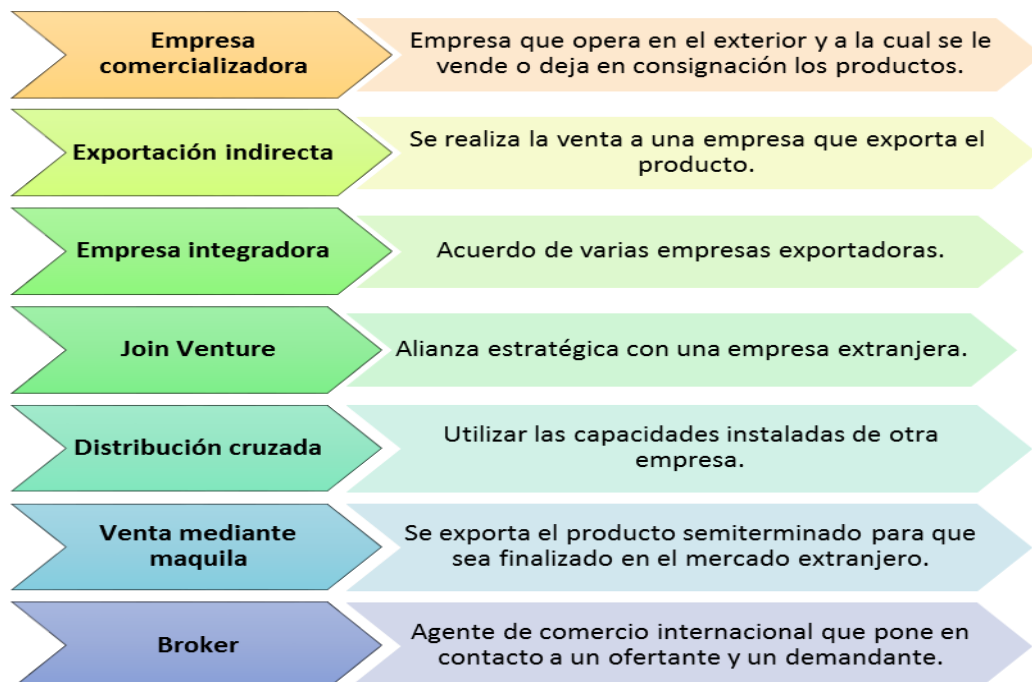 Empresa
comercializadora
Empresa que opera en el exterior y a la cual se le
vende o deja en consignación los productos.
Exportación indirecta
Se realiza la venta a una empresa que exporta el
producto.
Empresa integradora
Acuerdo de varias empresas exportadoras.
Join Venture
Alianza estratégica con una empresa extranjera.
Distribución cruzada
Utilizar las capacidades instaladas de otra
empresa.
Venta mediante
maquila
Se exporta el producto semiterminado para que
sea finalizado en el mercado extranjero.
Broker
Agente de comercio internacional que pone en
contacto a un ofertante y un demandante.